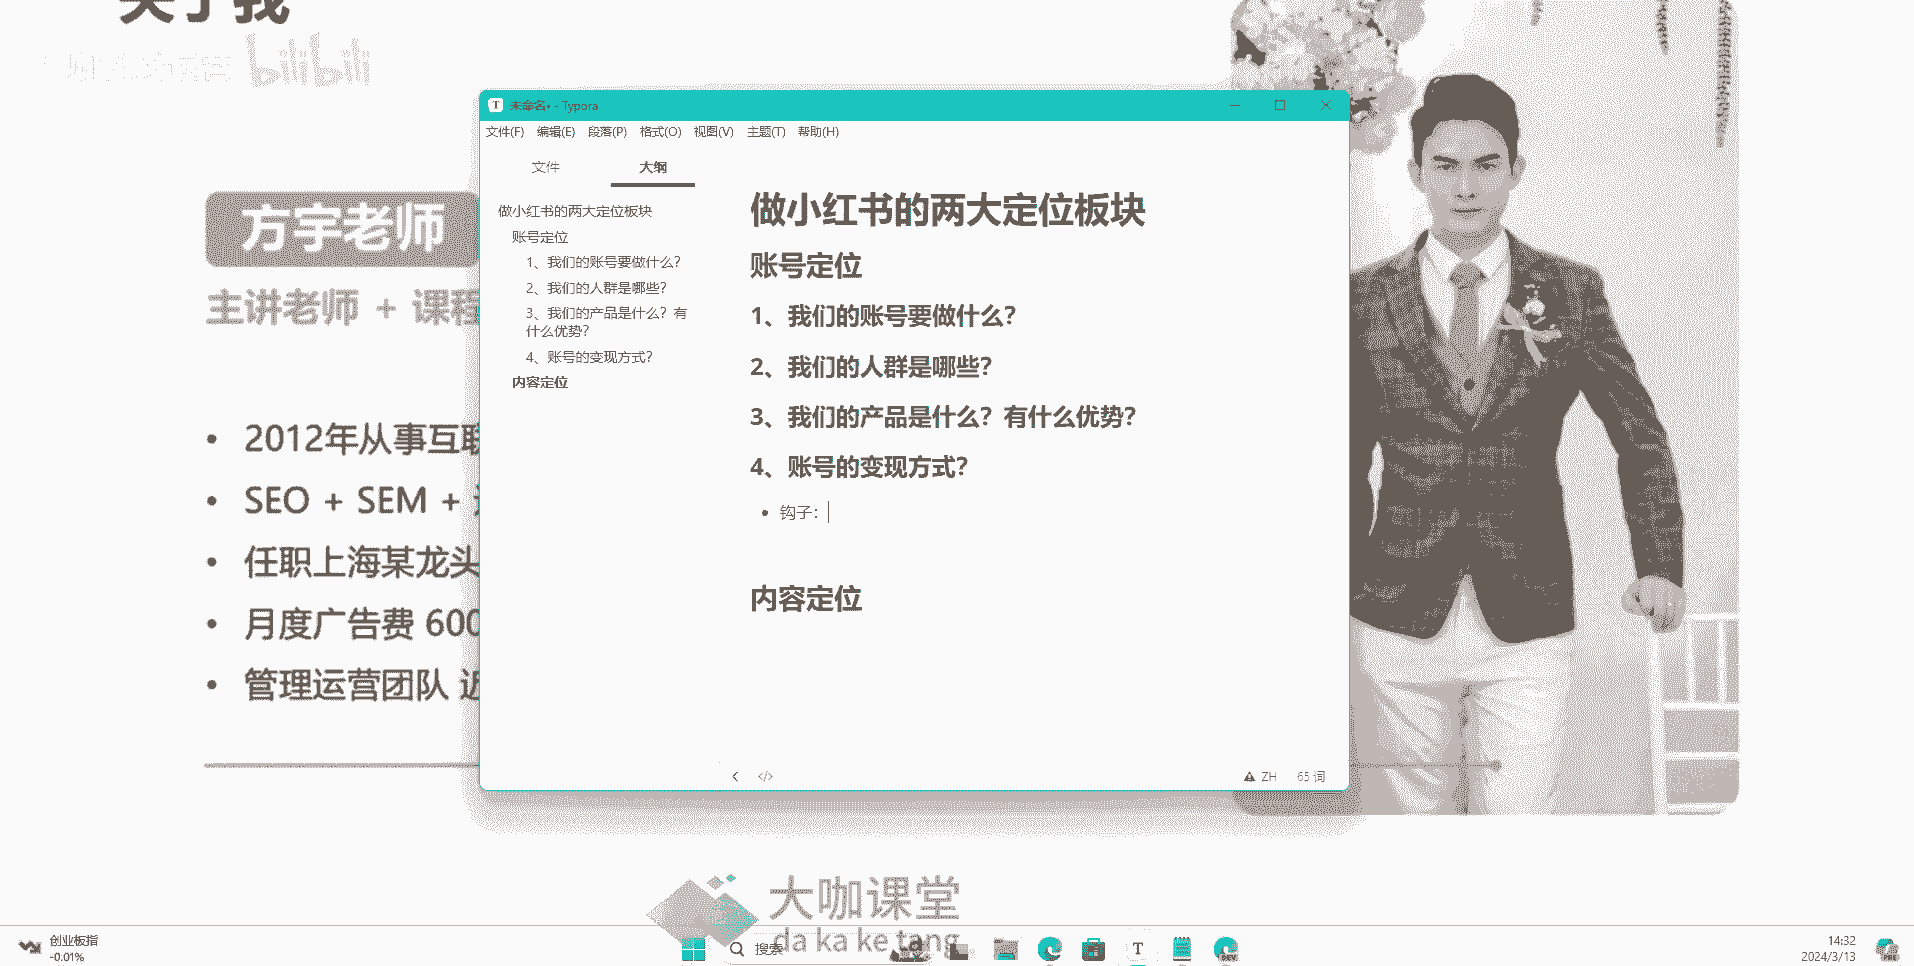 关于我
bilibili
方宇老师
主讲老师 + 课程
2012年从事互联
SEO + SEM +
任职上海某龙头
月度广告费 600
管理运营团队 近
未命名• - Typora
文件(F) 编辑(E) 段落(P) 格式(O) 视图(V) 主题(T) 帮助(H)
文件 大纲
做小红书的两大定位板块
账号定位
1、我们的账号要做什么?
2、我们的人群是哪些?
3、我们的产品是什么? 有
什么优势?
4、账号的变现方式?
内容定位
做小红书的两大定位板块
账号定位
1、我们的账号要做什么?
2、我们的人群是哪些?
3、我们的产品是什么? 有什么优势?
4、账号的变现方式?
钩子:
内容定位
ZH 65 词
大咖课堂
da ka ke tang
创业板指
-0.01%
搜索
14:32
2024/3/13